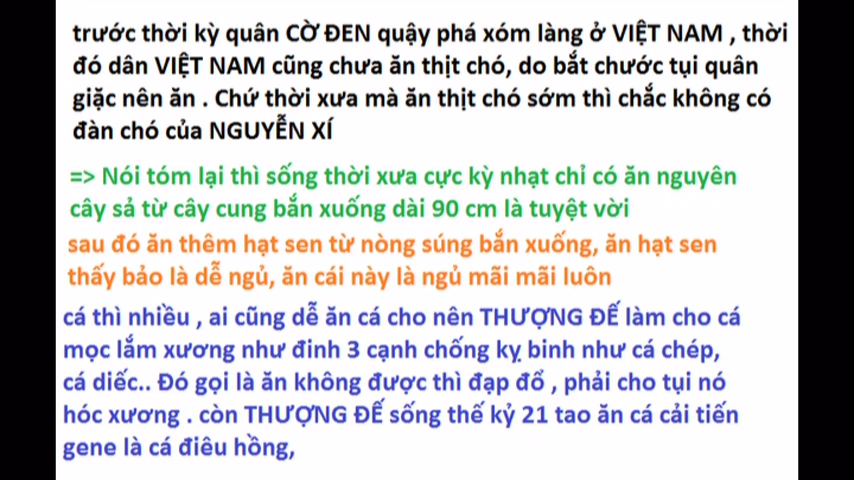 trước thời kỳ quân CỜ ĐEN quậy phá xóm làng ở VIỆT NAM , thời
đó dân VIỆT NAM cũng chưa ăn thịt chó, do bắt chước tụi quân
giặc nên ăn . Chứ thời xưa mà ăn thịt chó sớm thì chắc không có
đàn chó của NGUYỄN XÍ
=> Nói tóm lại thì sống thời xưa cực kỳ nhạt chỉ có ăn nguyên
cây sả từ cây cung bắn xuống dài 90 cm là tuyệt vời
sau đó ăn thêm hạt sen từ nòng súng bắn xuống, ăn hạt sen
thấy bảo là dễ ngủ, ăn cái này là ngủ mãi mãi luôn
cá thì nhiều , ai cũng dễ ăn cá cho nên THƯỢNG ĐẾ làm cho cá
mọc lắm xương như đinh 3 cạnh chống kỵ binh như cá chép,
cá diếc.. Đó gọi là ăn không được thì đạp đổ , phải cho tụi nó
hóc xương . còn THƯỢNG ĐẾ sống thế kỷ 21 tao ăn cá cải tiến
gene là cá điêu hồng,